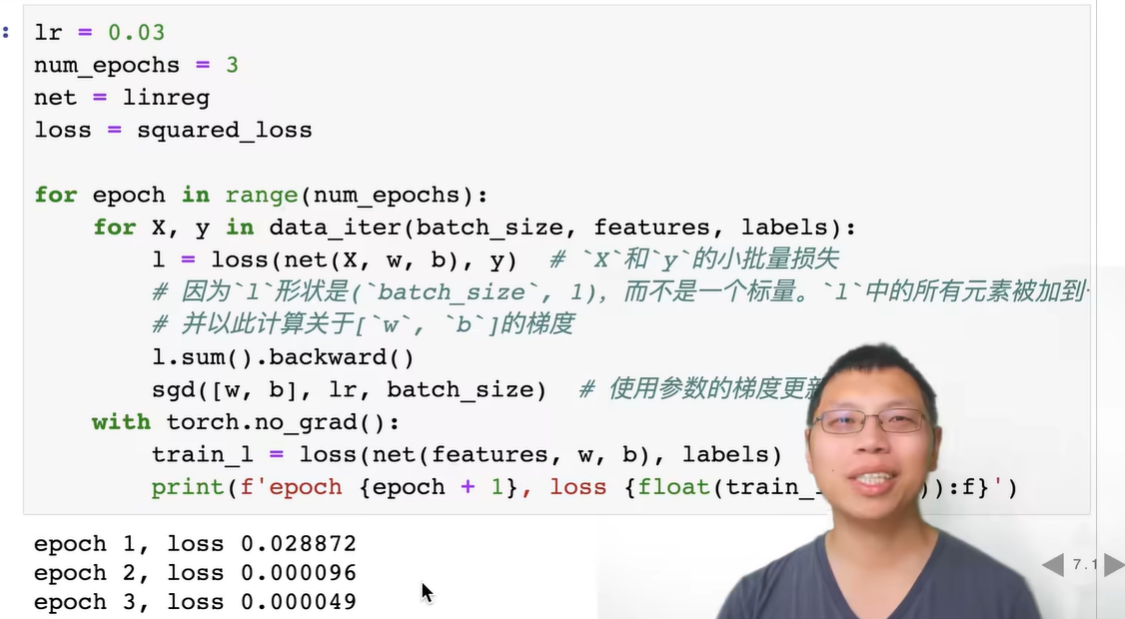 :
lr = 0.03
num_epochs = 3
net = linreg
loss = squared_loss
for epoch in range(num_epochs):
for X, y in data_iter(batch_size, features, labels):
l = loss(net(X, w, b), y)  # `X`和`y`的小批量损失
# 因为`l`形状是(`batch_size`, 1)，而不是一个标量。`l`中的所有元素被加到
# 并以此计算关于[`w`, `b`]的梯度
l.sum().backward()
sgd([w, b], lr, batch_size)  # 使用参数的梯度更新
with torch.no_grad():
train_l = loss(net(features, w, b), labels)
print(f'epoch {epoch + 1}, loss {float(train_ )):f}')
epoch 1, loss 0.028872
epoch 2, loss 0.000096
epoch 3, loss 0.000049
7.1